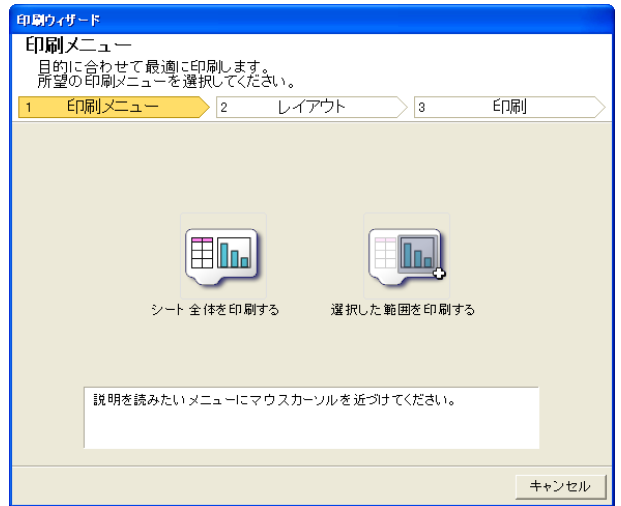 印刷ウィザード
印刷メニュー
目的に合わせて最適に印刷します。
所望の印刷メニューを選択してください。
1 印刷メニュー 2 レイアウト 3 印刷
シート全体を印刷する 選択した範囲を印刷する
説明を読みたいメニューにマウスカーソルを近づけてください。
キャンセル